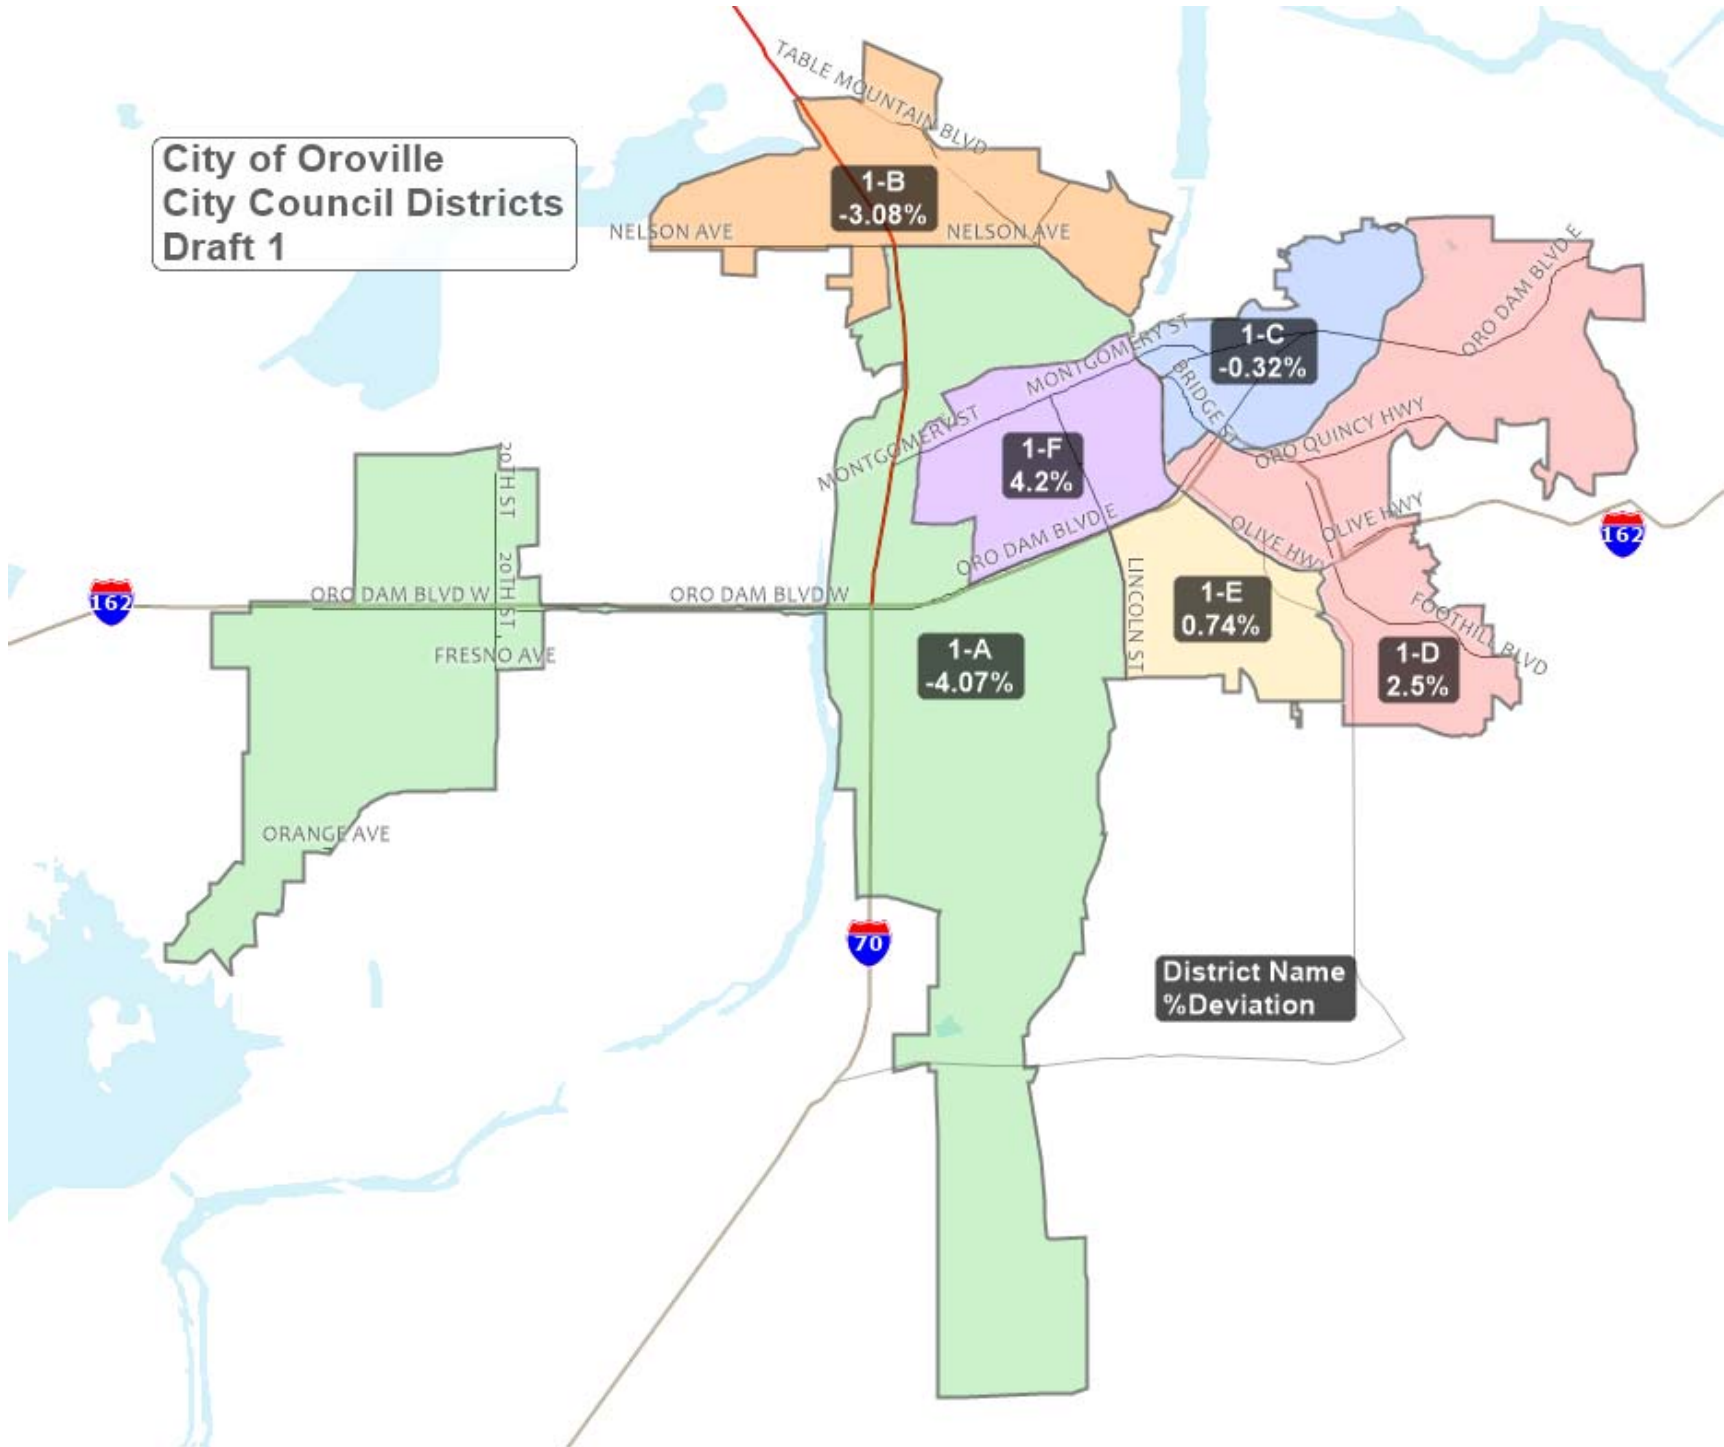 City of Oroville
City Council Districts
Draft 1
TABLE MOUNTAIN BLVD
1-B
-3.08%
NELSON AVE
NELSON AVE
ORO DAM BLVD E
MONTGOMERY ST
1-C
-0.32%
BRIDGE ST
MONTGOMERY ST
ORO QUINCY HWY
1-F
4.2%
20TH ST
OLIVE HWY
OLIVE HWY
162
ORO DAM BLVD E
20TH ST
162
ORO DAM BLVD W
ORO DAM BLVD W
LINCOLN ST
1-E
0.74%
FOOTHILL BLVD
FRESNO AVE
1-A
-4.07%
1-D
2.5%
ORANGE AVE
70
District Name
%Deviation